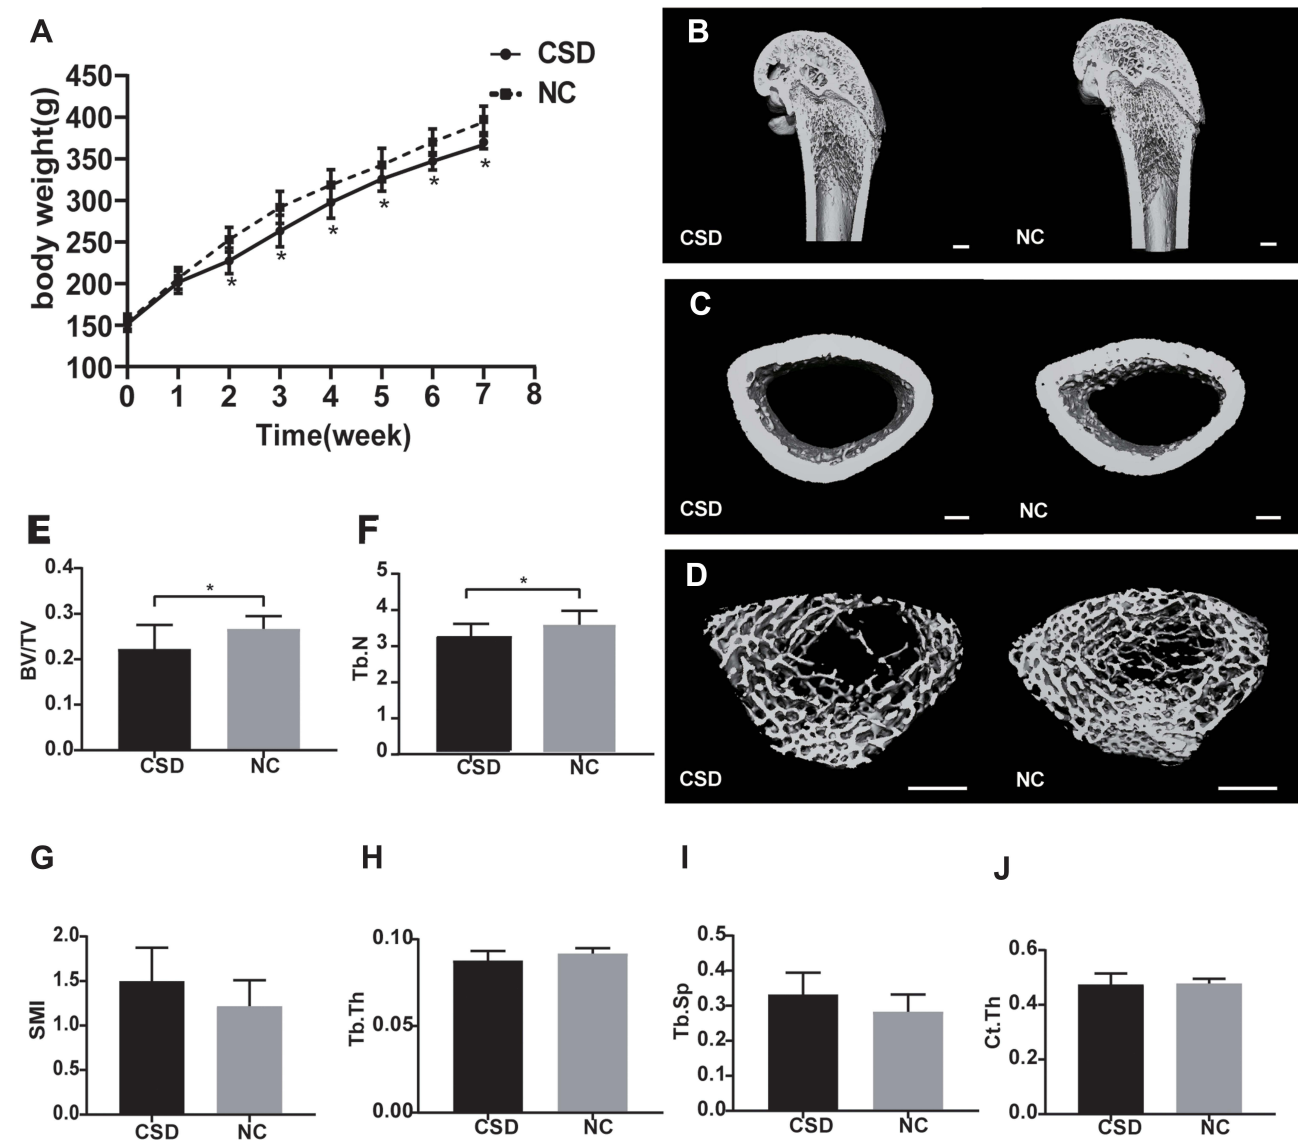 A
CSD
NC
body weight(g)
450
400
350
300
250
200
150
100
0 1 2 3 4 5 6 7 8
Time(week)
* * * * * *
B
CSD
NC
C
CSD
NC
D
CSD
NC
E
BV/TV
0.4
0.3
0.2
0.1
0.0
*
CSD NC
F
Tb.N
5
4
3
2
1
0
*
CSD NC
G
SMI
2.0
1.5
1.0
0.5
0.0
CSD NC
H
Tb.Th
0.10
0.05
0.00
CSD NC
I
Tb.Sp
0.5
0.4
0.3
0.2
0.1
0.0
CSD NC
J
Ct.Th
0.6
0.4
0.2
0.0
CSD NC